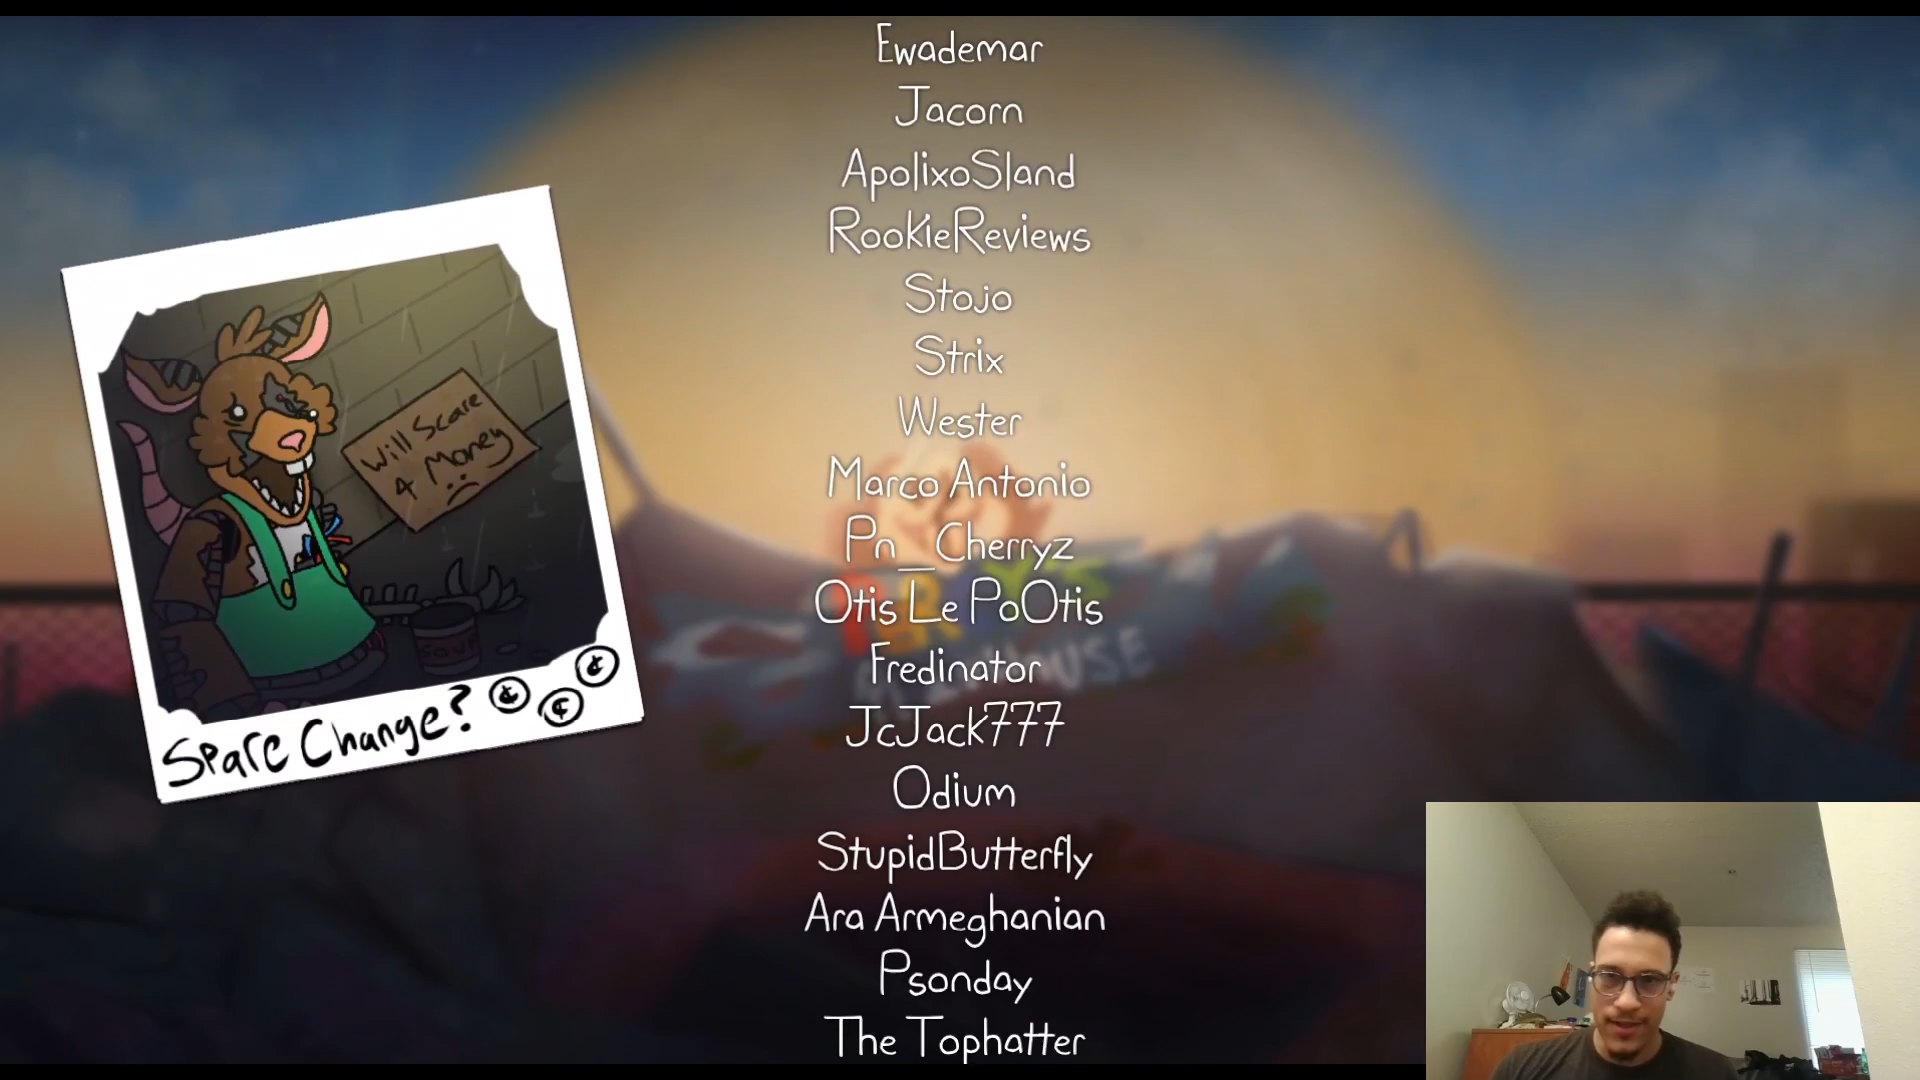 Ewademar
Jacorn
ApolixoSland
RookieReviews
Stojo
Strix
Wester
Marco Antonio
Pn_Cherryz
Otis Le PoOtis
Fredinator
JcJack777
Odium
StupidButterfly
Ara Armeghanian
Psonday
The Tophatter
Will Scare
4 Money
SOUP
Spare Change? ¢ ¢ ¢